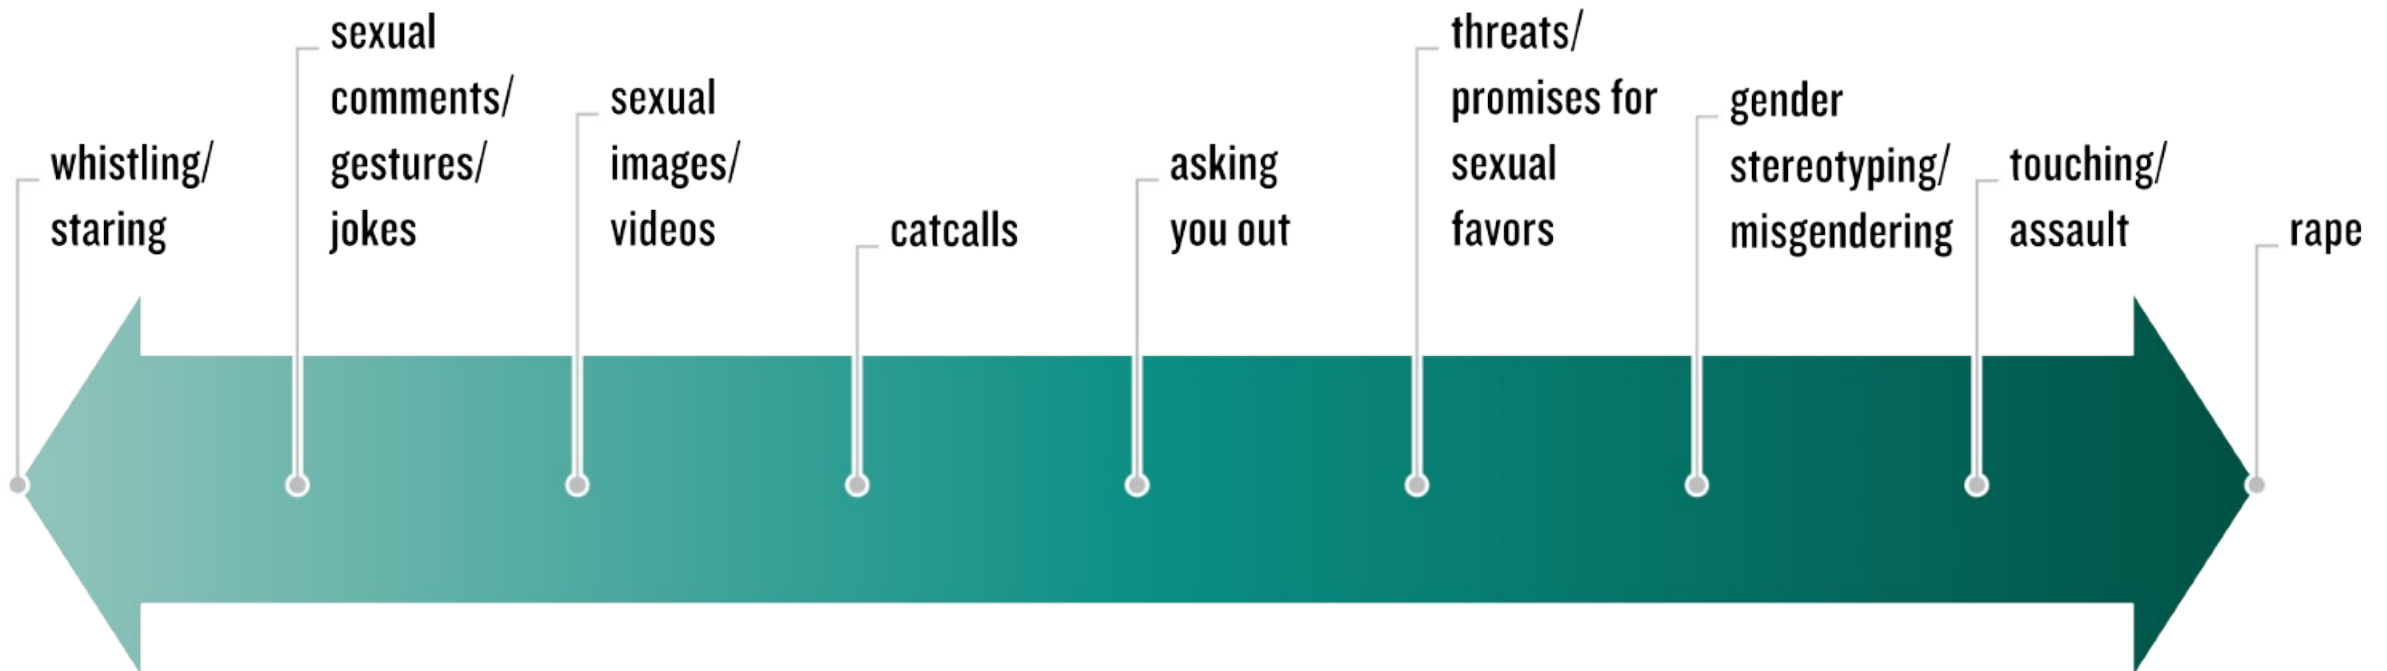 whistling/
staring
sexual
comments/
gestures/
jokes
sexual
images/
videos
catcalls
asking
you out
threats/
promises for
sexual
favors
gender
stereotyping/
misgendering
touching/
assault
rape